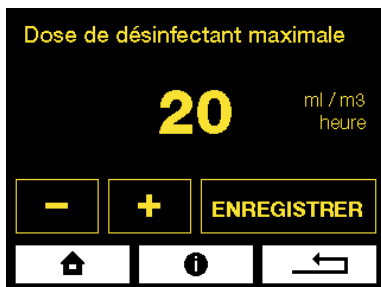 Dose de désinfectant maximale
20
ml / m3
heure
− + ENREGISTRER